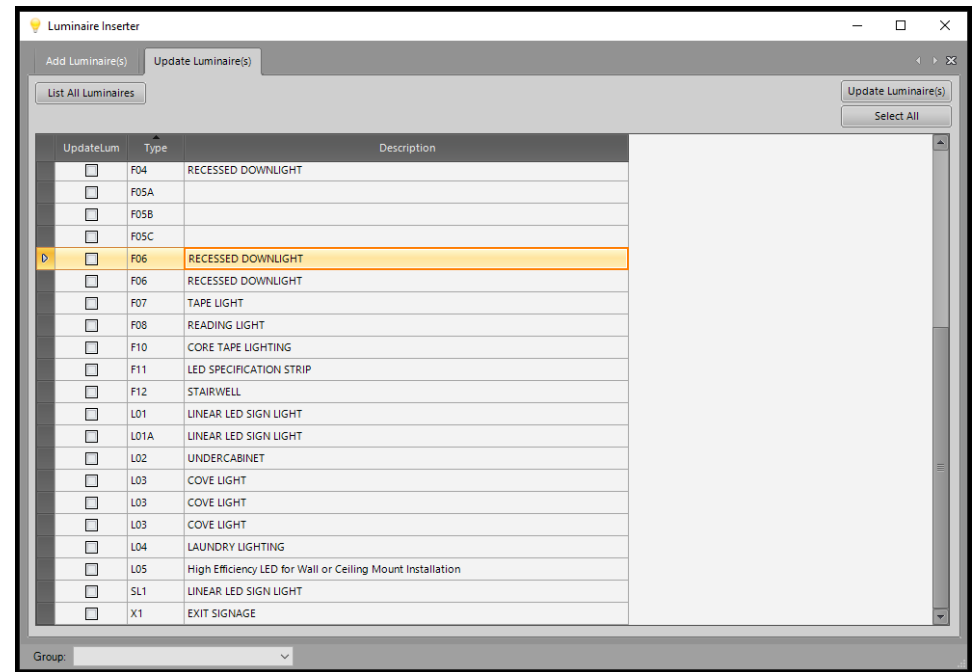 Luminaire Inserter
Add Luminaire(s) Update Luminaire(s)
List All Luminaires Update Luminaire(s)
Select All
UpdateLum Type Description
F04 RECESSED DOWNLIGHT
F05A
F05B
F05C
F06 RECESSED DOWNLIGHT
F06 RECESSED DOWNLIGHT
F07 TAPE LIGHT
F08 READING LIGHT
F10 CORE TAPE LIGHTING
F11 LED SPECIFICATION STRIP
F12 STAIRWELL
L01 LINEAR LED SIGN LIGHT
L01A LINEAR LED SIGN LIGHT
L02 UNDERCABINET
L03 COVE LIGHT
L03 COVE LIGHT
L03 COVE LIGHT
L04 LAUNDRY LIGHTING
L05 High Efficiency LED for Wall or Ceiling Mount Installation
SL1 LINEAR LED SIGN LIGHT
X1 EXIT SIGNAGE
Group: